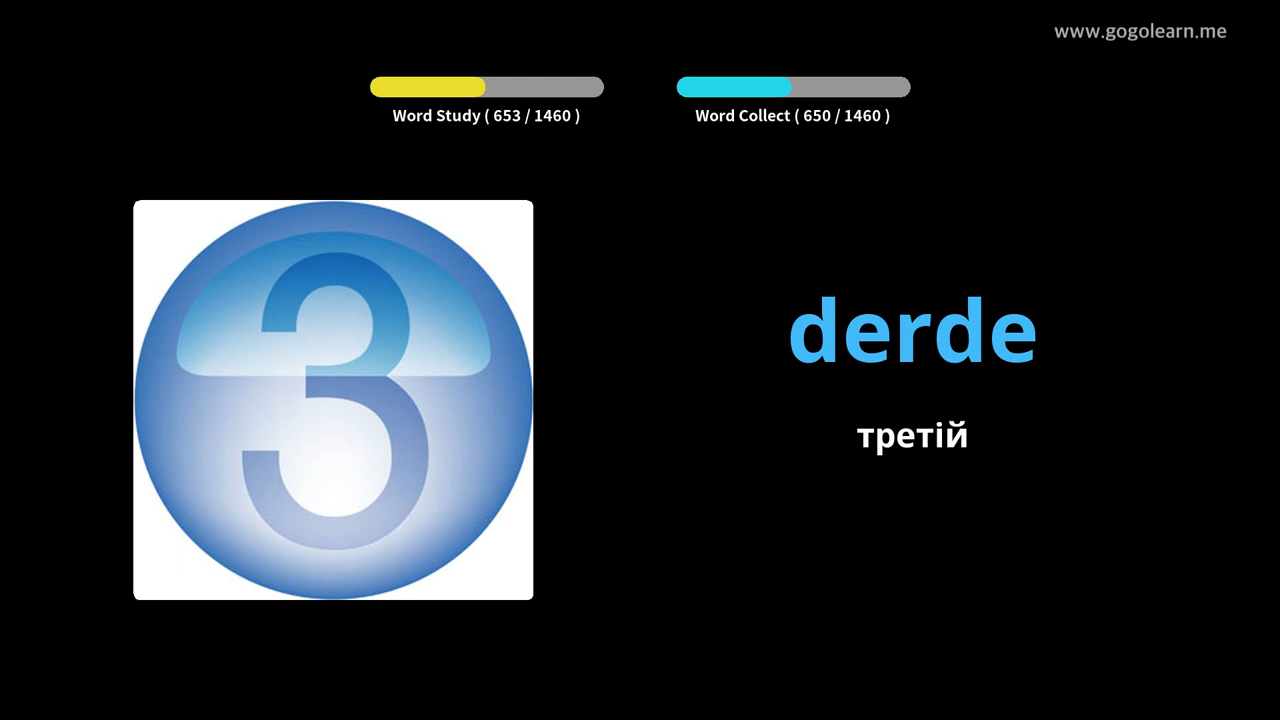 www.gogolearn.me
Word Study ( 653 / 1460 )
Word Collect ( 650 / 1460 )
3
derde
третій